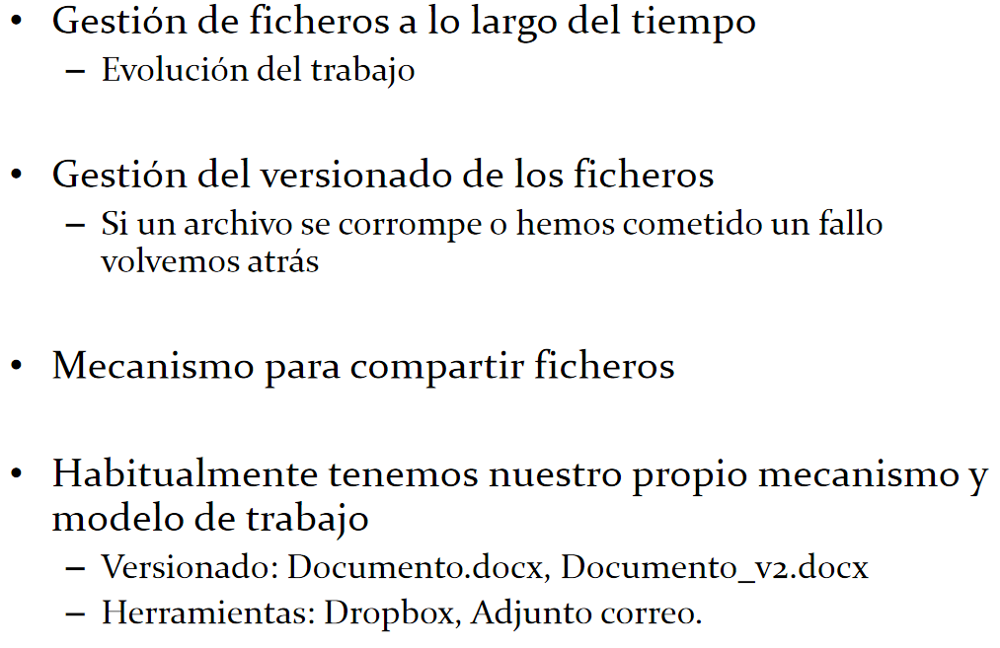 • Gestión de ficheros a lo largo del tiempo
– Evolución del trabajo
• Gestión del versionado de los ficheros
– Si un archivo se corrompe o hemos cometido un fallo
volvemos atrás
• Mecanismo para compartir ficheros
• Habitualmente tenemos nuestro propio mecanismo y
modelo de trabajo
– Versionado: Documento.docx, Documento_v2.docx
– Herramientas: Dropbox, Adjunto correo.